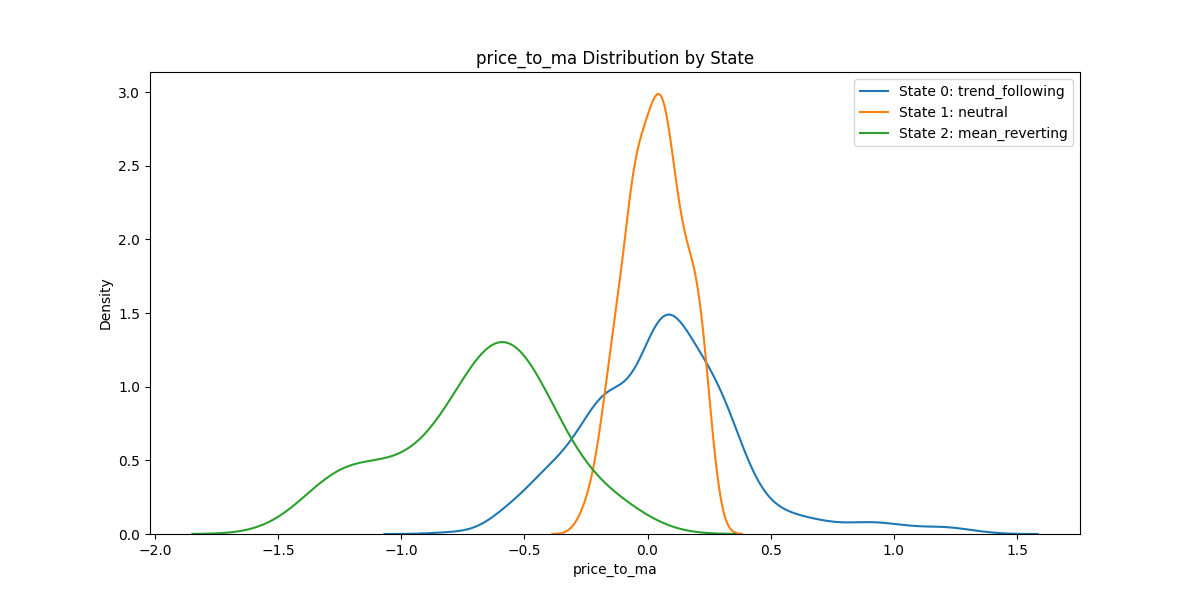 price_to_ma Distribution by State
State 0: trend_following
State 1: neutral
State 2: mean_reverting
Density
3.0
2.5
2.0
1.5
1.0
0.5
0.0
−2.0 −1.5 −1.0 −0.5 0.0 0.5 1.0 1.5
price_to_ma